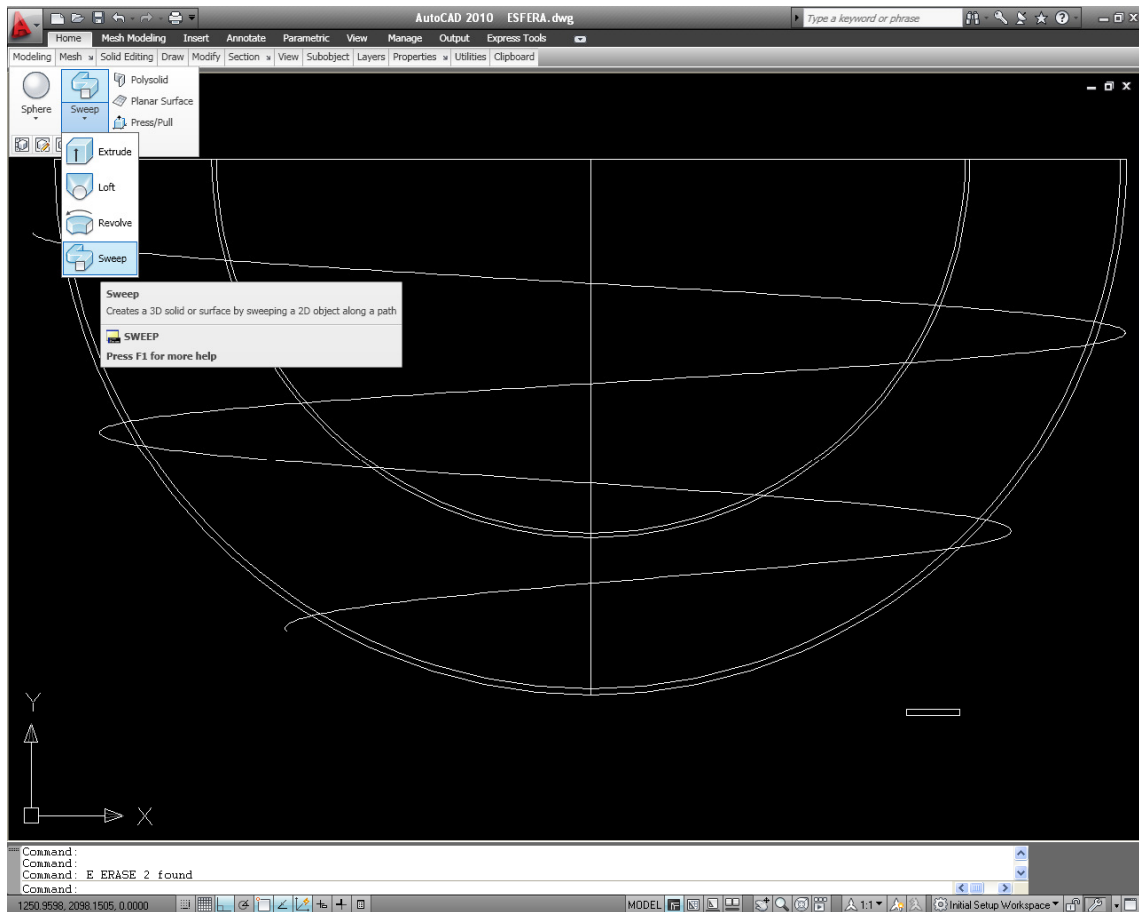 AutoCAD 2010 ESFERA.dwg
Type a keyword or phrase
Home Mesh Modeling Insert Annotate Parametric View Manage Output Express Tools
Modeling Mesh Solid Editing Draw Modify Section View Subobject Layers Properties Utilities Clipboard
Sphere
Sweep
Polysolid
Planar Surface
Press/Pull
Extrude
Loft
Revolve
Sweep
Sweep
Creates a 3D solid or surface by sweeping a 2D object along a path
SWEEP
Press F1 for more help
Y
X
Command:
Command:
Command: E ERASE 2 found
Command:
1250.9598, 2098.1505, 0.0000
MODEL
1:1
Initial Setup Workspace